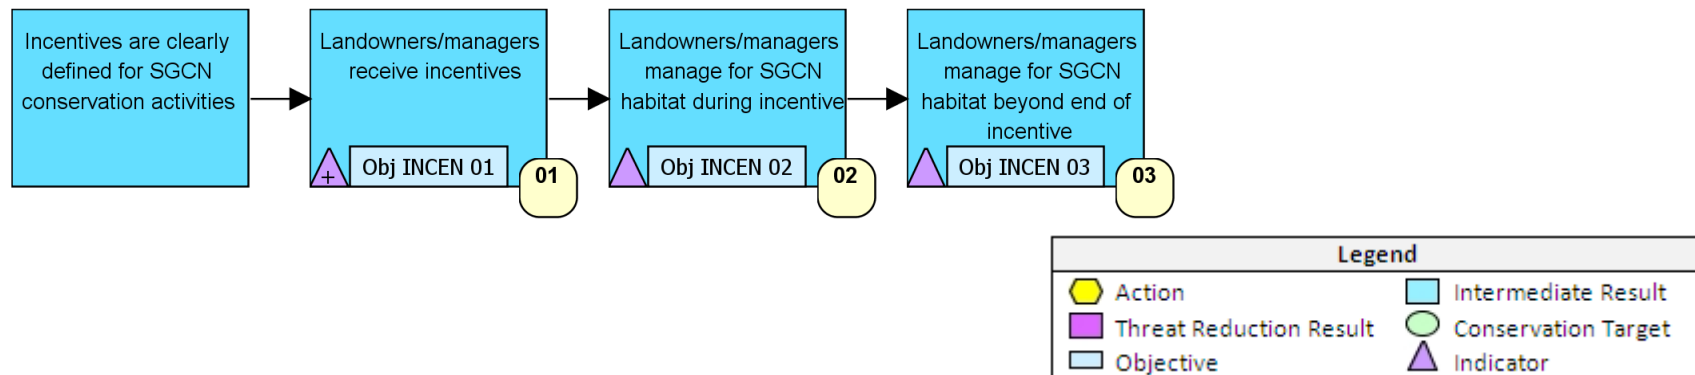 Incentives are clearly
defined for SGCN
conservation activities
Landowners/managers
receive incentives
+
Obj INCEN 01
01
Landowners/managers
manage for SGCN
habitat during incentive
Obj INCEN 02
02
Landowners/managers
manage for SGCN
habitat beyond end of
incentive
Obj INCEN 03
03
Legend
Action
Intermediate Result
Threat Reduction Result
Conservation Target
Objective
Indicator